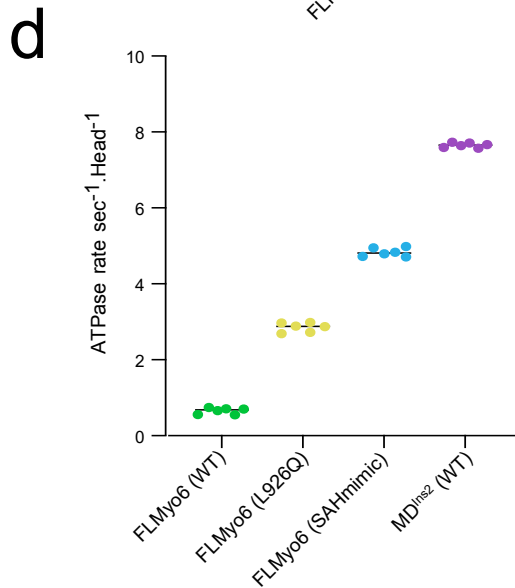 FL
d
10
8
6
4
2
0
ATPase rate sec⁻¹.Head⁻¹
FLMyo6 (WT)
FLMyo6 (L926Q)
FLMyo6 (SAHmimic)
MDᴵⁿˢ² (WT)